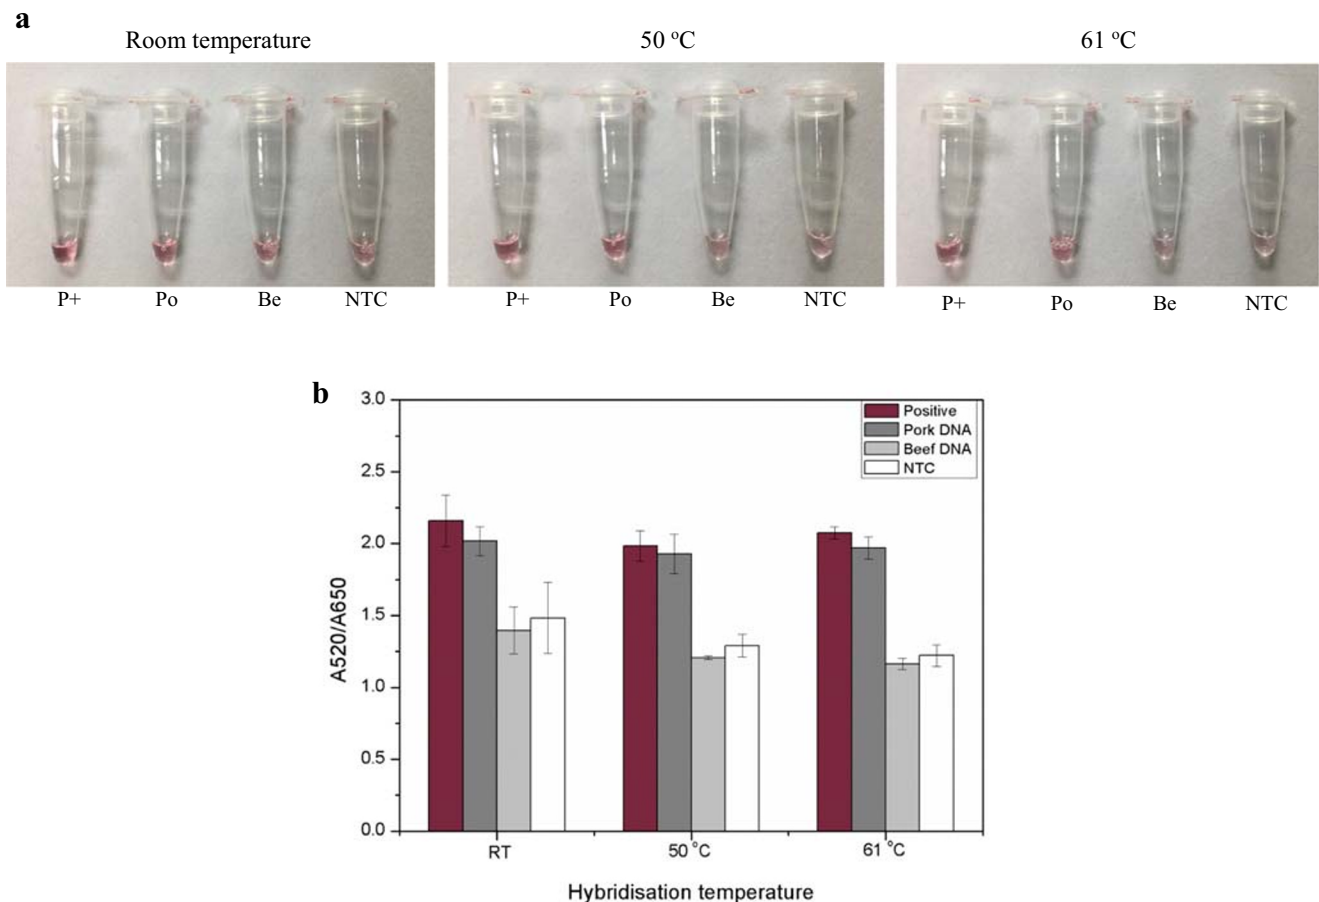 a
Room temperature 50 ºC 61 ºC
P+ Po Be NTC P+ Po Be NTC P+ Po Be NTC
b
3.0
2.5
2.0
1.5
1.0
0.5
0.0
A520/A650
Positive
Pork DNA
Beef DNA
NTC
RT 50 °C 61 °C
Hybridisation temperature